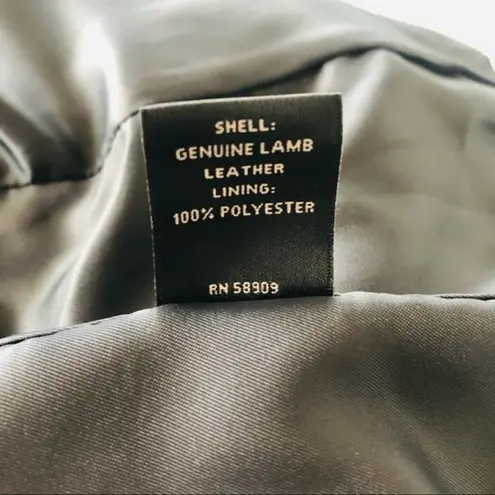 SHELL:
GENUINE LAMB
LEATHER
LINING:
100% POLYESTER
RN 58909